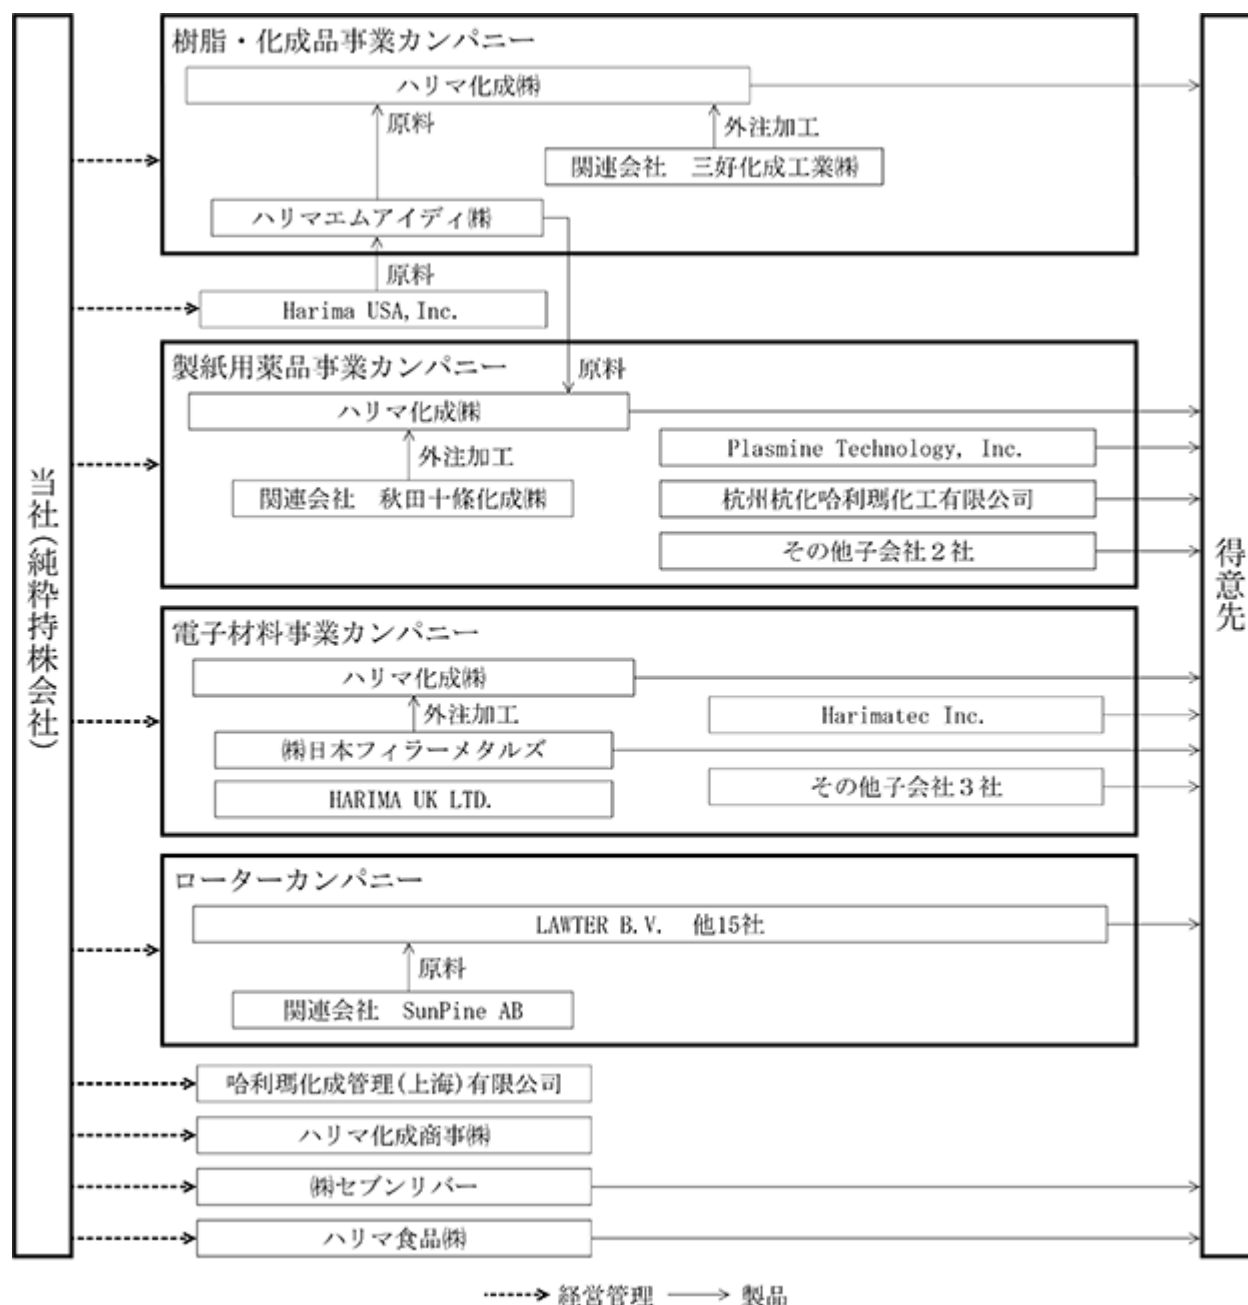 当社(純粋持株会社)
樹脂・化成品事業カンパニー
ハリマ化成㈱
原料
外注加工
関連会社　三好化成工業㈱
ハリマエムアイディ㈱
原料
Harima USA,Inc.
製紙用薬品事業カンパニー
原料
ハリマ化成㈱
外注加工
Plasmine Technology, Inc.
関連会社　秋田十條化成㈱
杭州杭化哈利瑪化工有限公司
その他子会社２社
電子材料事業カンパニー
ハリマ化成㈱
外注加工
Harimatec Inc.
㈱日本フィラーメタルズ
その他子会社３社
HARIMA UK LTD.
ローターカンパニー
LAWTER B.V.　他15社
原料
関連会社　SunPine AB
哈利瑪化成管理(上海)有限公司
ハリマ化成商事㈱
㈱セブンリバー
ハリマ食品㈱
得意先
経営管理
製品